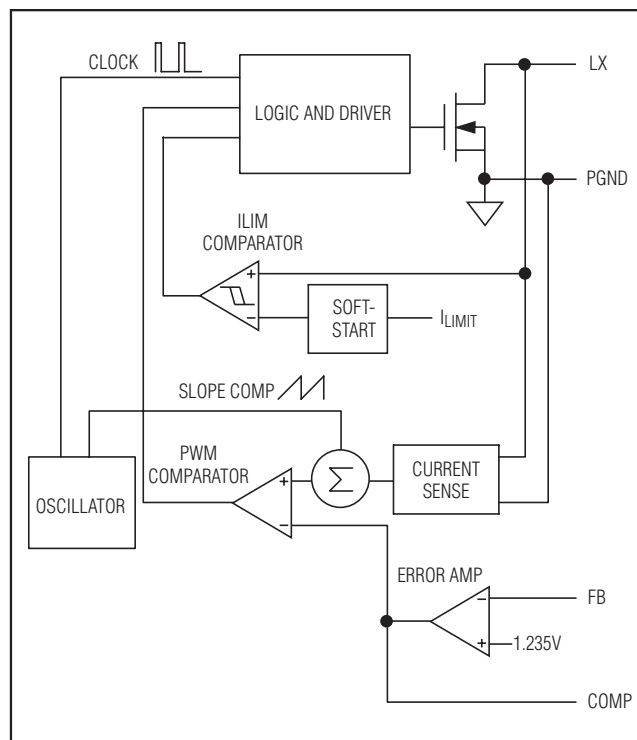 CLOCK
LX
LOGIC AND DRIVER
PGND
ILIM
COMPARATOR
+
−
SOFT-
START
ILIMIT
SLOPE COMP
PWM
COMPARATOR
+
−
Σ
CURRENT
SENSE
OSCILLATOR
ERROR AMP
−
FB
+
1.235V
COMP